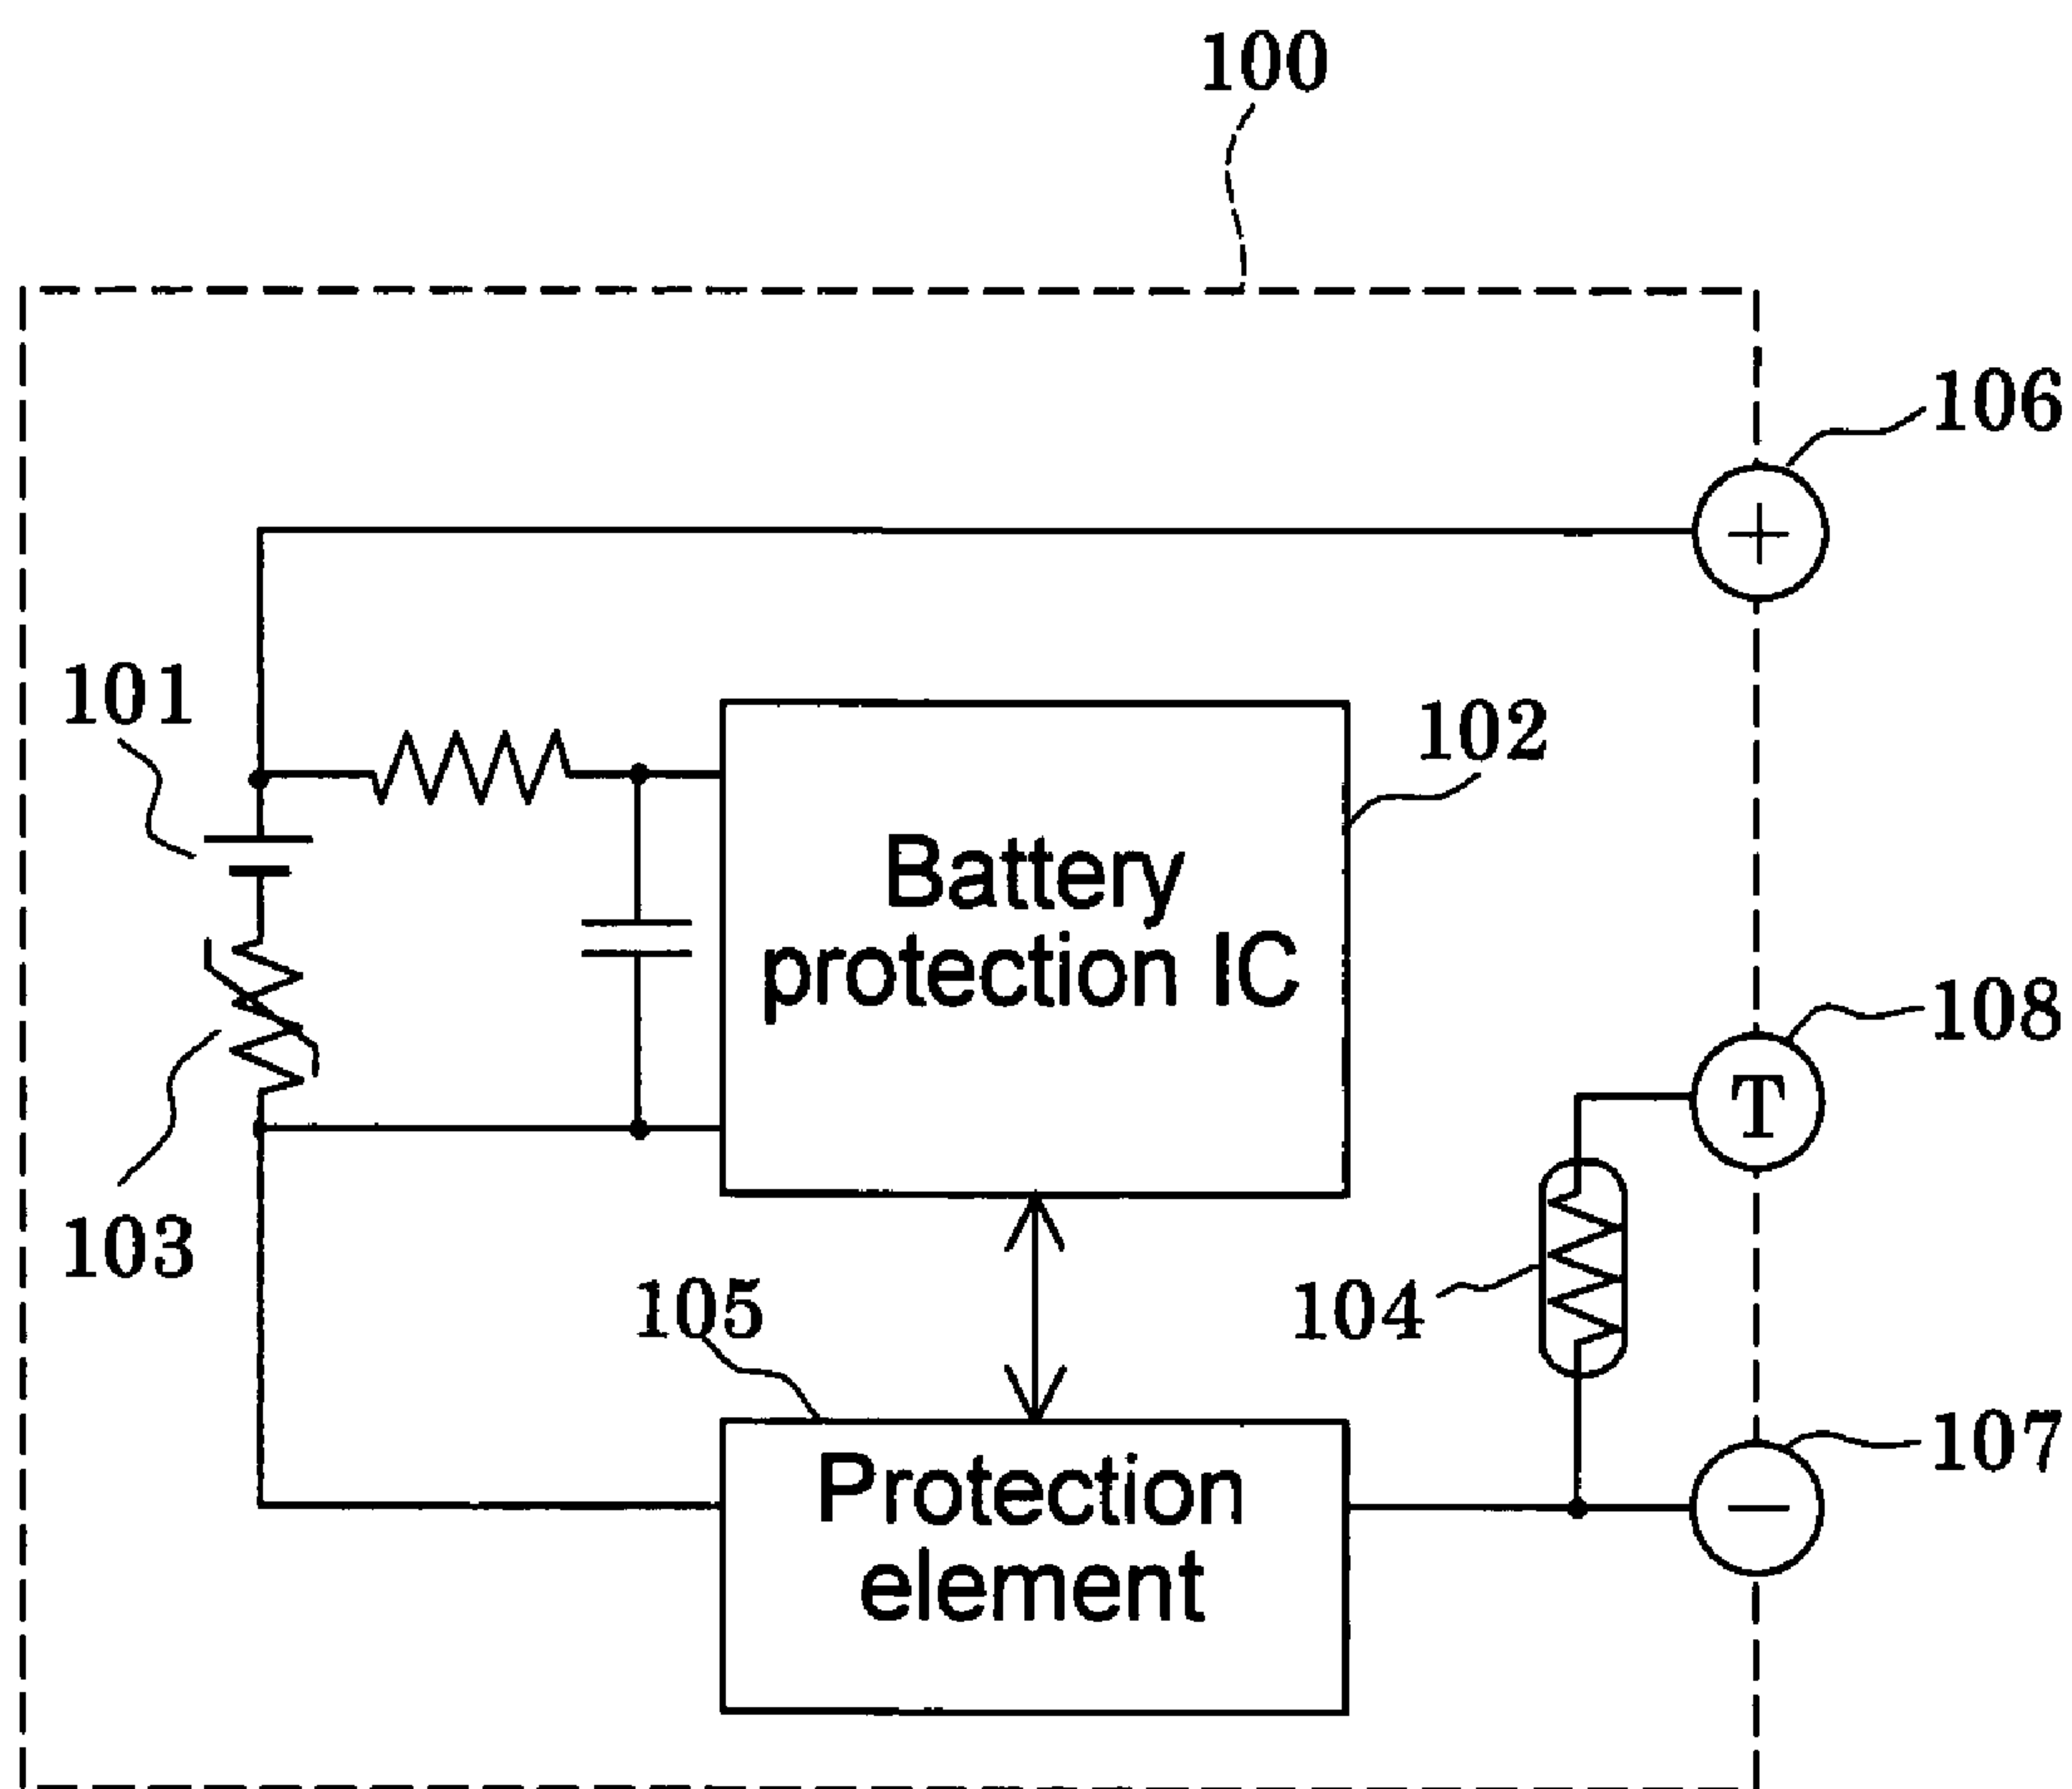 100
106
+
101
102
Battery
protection IC
108
T
103
105
104
107
Protection
element
−